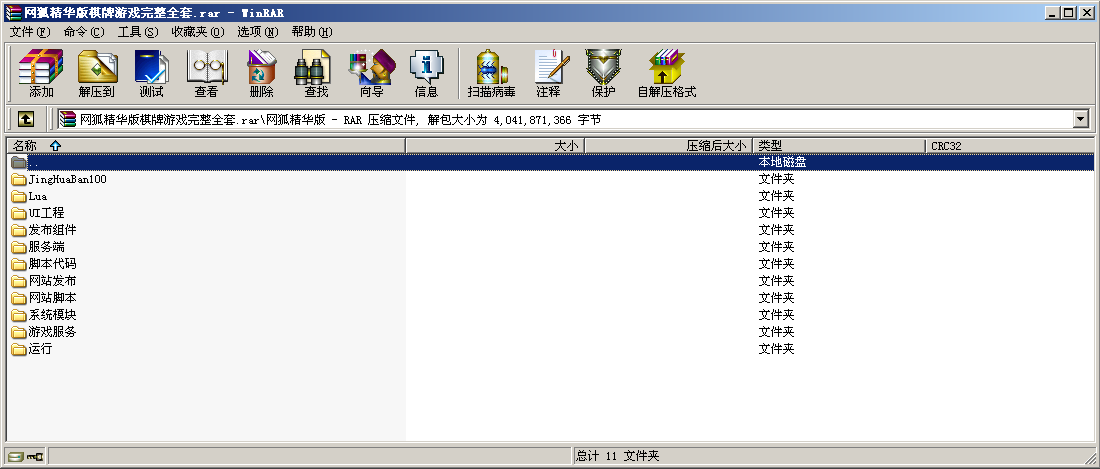 网狐精华版棋牌游戏完整全套.rar - WinRAR
文件(F) 命令(C) 工具(S) 收藏夹(O) 选项(N) 帮助(H)
添加 解压到 测试 查看 删除 查找 向导 信息 扫描病毒 注释 保护 自解压格式
网狐精华版棋牌游戏完整全套.rar\网狐精华版 - RAR 压缩文件, 解包大小为 4,041,871,366 字节
名称 大小 压缩后大小 类型 CRC32
.. 本地磁盘
JingHuaBan100 文件夹
Lua 文件夹
UI工程 文件夹
发布组件 文件夹
服务端 文件夹
脚本代码 文件夹
网站发布 文件夹
网站脚本 文件夹
系统模块 文件夹
游戏服务 文件夹
运行 文件夹
总计 11 文件夹